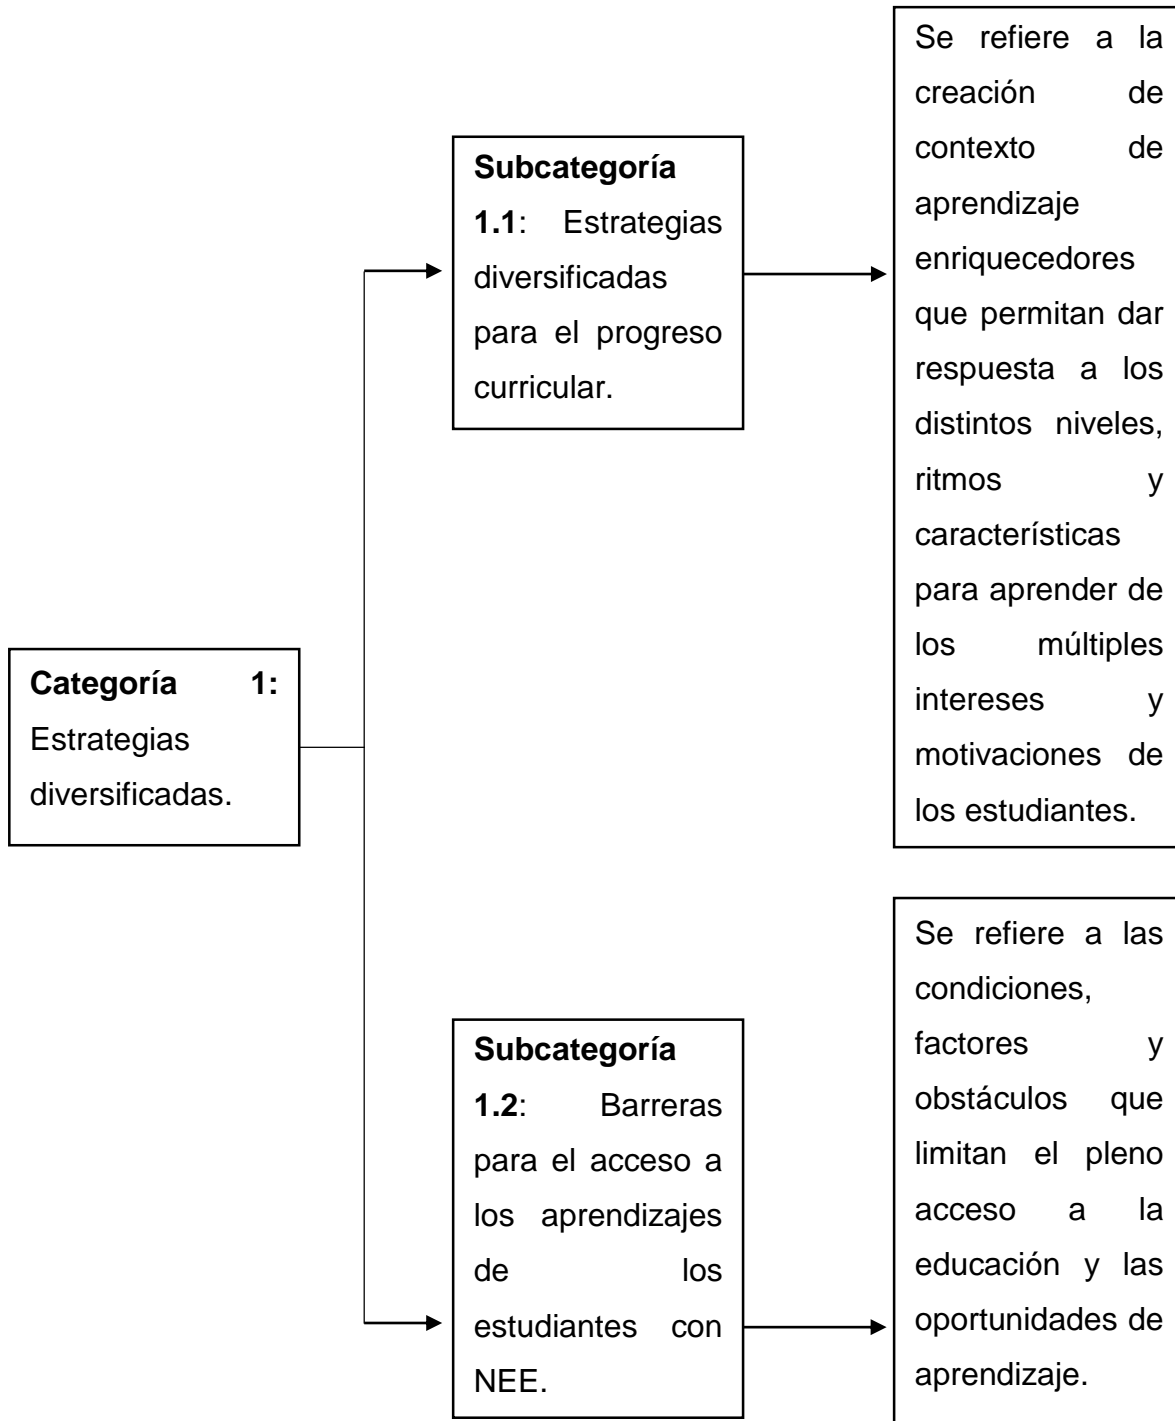 Categoría 1:
Estrategias
diversificadas.
Subcategoría
1.1: Estrategias
diversificadas
para el progreso
curricular.
Se refiere a la
creación de
contexto de
aprendizaje
enriquecedores
que permitan dar
respuesta a los
distintos niveles,
ritmos y
características
para aprender de
los múltiples
intereses y
motivaciones de
los estudiantes.
Subcategoría
1.2: Barreras
para el acceso a
los aprendizajes
de los
estudiantes con
NEE.
Se refiere a las
condiciones,
factores y
obstáculos que
limitan el pleno
acceso a la
educación y las
oportunidades de
aprendizaje.